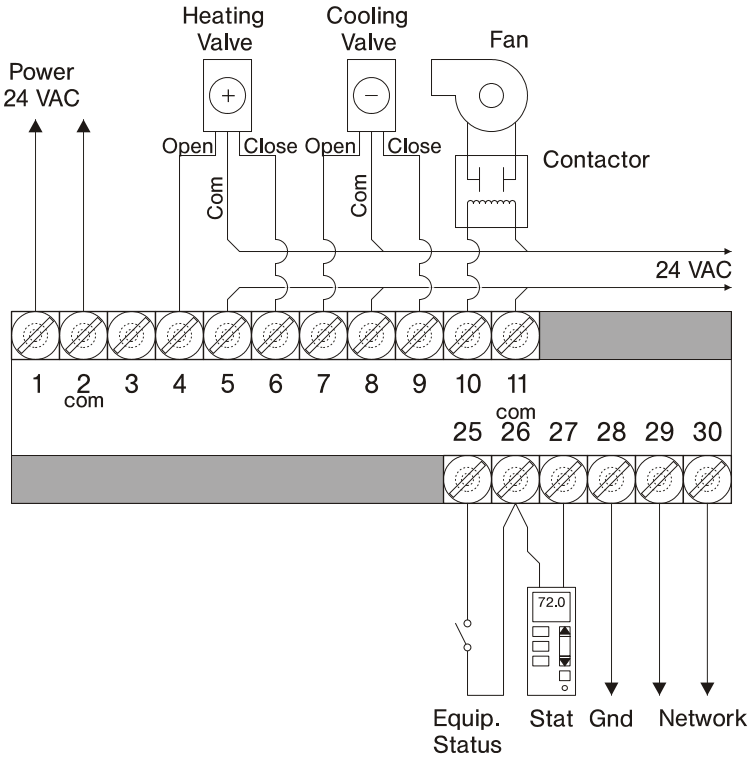 Heating
Valve
Cooling
Valve
Fan
Power
24 VAC
+
−
Open
Close
Open
Close
Contactor
Com
Com
24 VAC
1 2 3 4 5 6 7 8 9 10 11
com
com
25 26 27 28 29 30
72.0
Equip.
Status
Stat
Gnd
Network